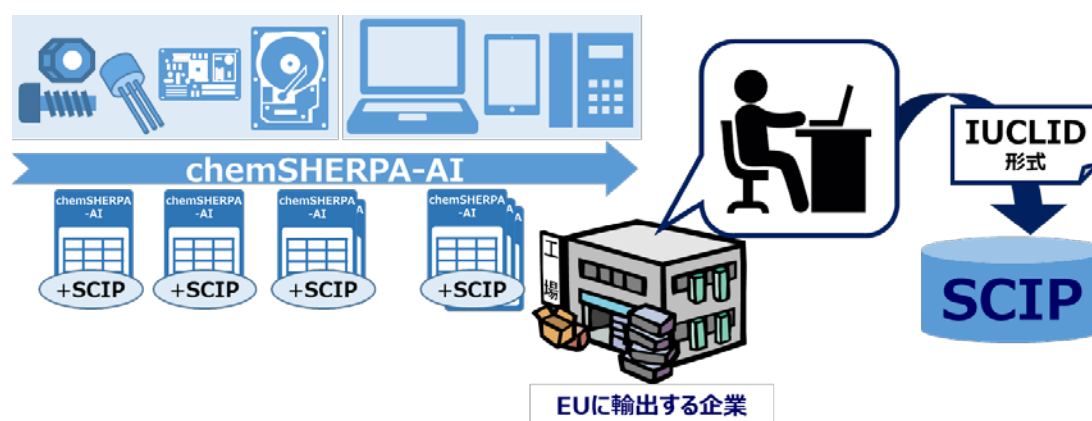 chemSHERPA-AI
chemSHERPA
-AI
+SCIP
chemSHERPA
-AI
+SCIP
chemSHERPA
-AI
+SCIP
chemSHERPA
-AI
+SCIP
工
場
EUに輸出する企業
IUCLID
形式
SCIP